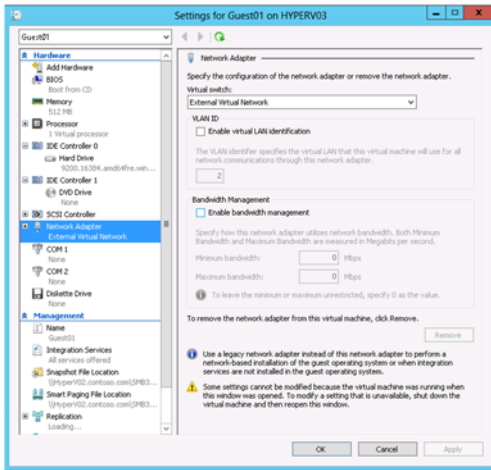 Settings for Guest01 on HYPERV03
Guest01
Hardware
Add Hardware
BIOS
Boot from CD
Memory
512 MB
Processor
1 Virtual processor
IDE Controller 0
Hard Drive
9200.16384.amd64fre.win...
IDE Controller 1
DVD Drive
None
SCSI Controller
Network Adapter
External Virtual Network
COM 1
None
COM 2
None
Diskette Drive
None
Management
Name
Guest01
Integration Services
All services offered
Snapshot File Location
\\HyperV02.contoso.com\SMB3...
Smart Paging File Location
\\HyperV02.contoso.com\SMB3...
Replication
Loading...
Network Adapter
Specify the configuration of the network adapter or remove the network adapter.
Virtual switch:
External Virtual Network
VLAN ID
Enable virtual LAN identification
The VLAN identifier specifies the virtual LAN that this virtual machine will use for all
network communications through this network adapter.
2
Bandwidth Management
Enable bandwidth management
Specify how this network adapter utilizes network bandwidth. Both Minimum
Bandwidth and Maximum Bandwidth are measured in Megabits per second.
Minimum bandwidth: 0 Mbps
Maximum bandwidth: 0 Mbps
To leave the minimum or maximum unrestricted, specify 0 as the value.
To remove the network adapter from this virtual machine, click Remove.
Remove
Use a legacy network adapter instead of this network adapter to perform a
network-based installation of the guest operating system or when integration
services are not installed in the guest operating system.
Some settings cannot be modified because the virtual machine was running when
this window was opened. To modify a setting that is unavailable, shut down the
virtual machine and then reopen this window.
OK
Cancel
Apply